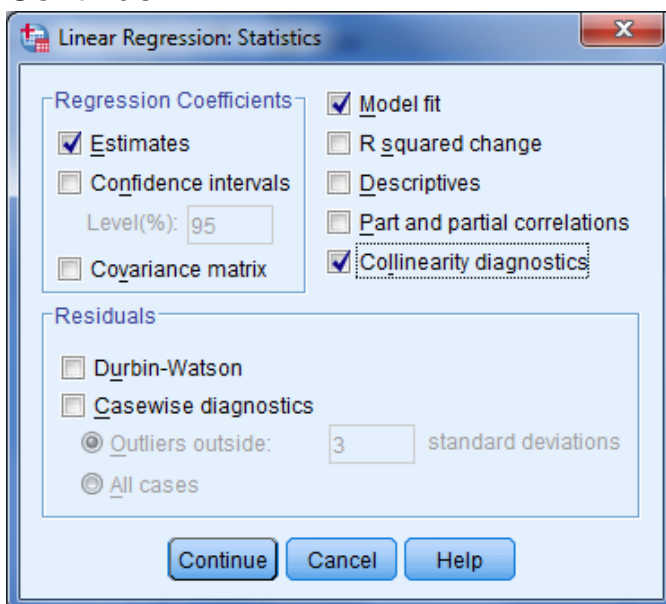 Linear Regression: Statistics
Regression Coefficients
Estimates
Confidence intervals
Level(%): 95
Covariance matrix
Model fit
R squared change
Descriptives
Part and partial correlations
Collinearity diagnostics
Residuals
Durbin-Watson
Casewise diagnostics
Outliers outside: 3 standard deviations
All cases
Continue Cancel Help